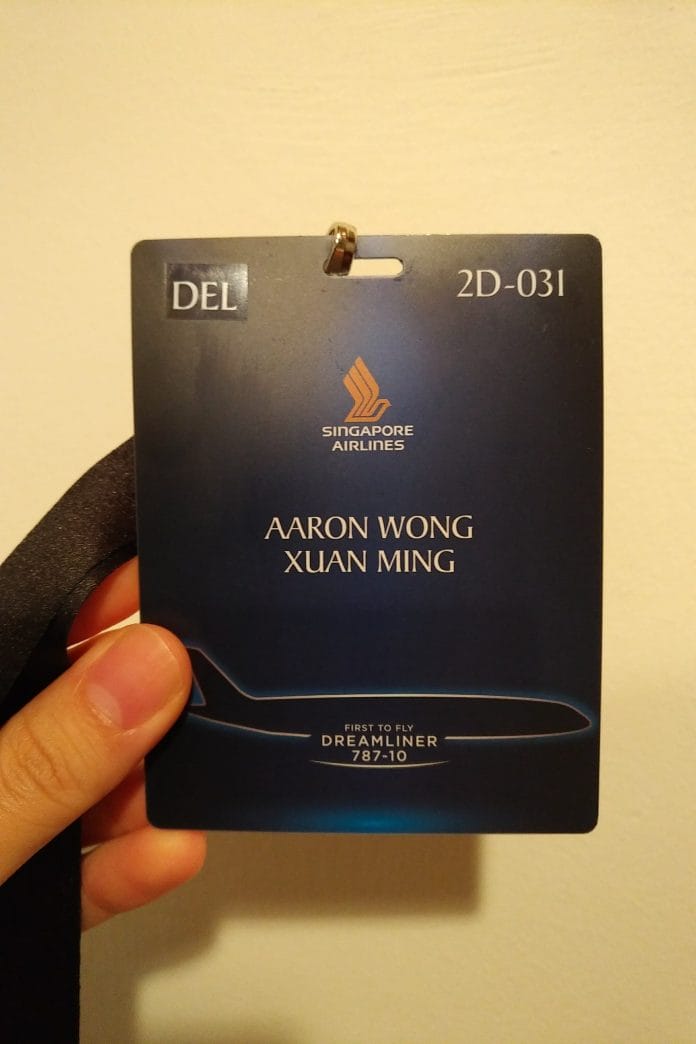 DEL
2D-031
SINGAPORE
AIRLINES
AARON WONG
XUAN MING
FIRST TO FLY
DREAMLINER
787-10